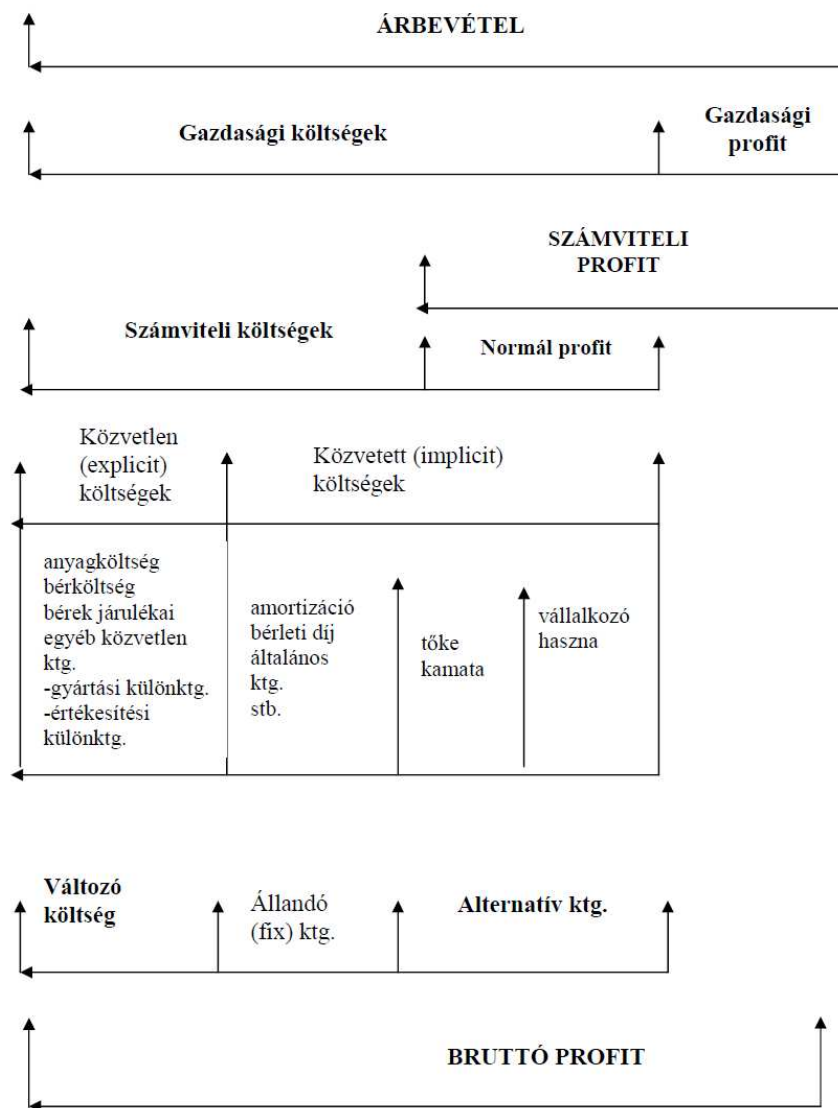 ÁRBEVÉTEL
Gazdasági költségek
Gazdasági
profit
SZÁMVITELI
PROFIT
Számviteli költségek
Normál profit
Közvetlen
(explicit)
költségek
Közvetett (implicit)
költségek
anyagköltség
bérköltség
bérek járulékai
egyéb közvetlen
ktg.
-gyártási különktg.
-értékesítési
különktg.
amortizáció
bérleti díj
általános
ktg.
stb.
tőke
kamata
vállalkozó
haszna
Változó
költség
Állandó
(fix) ktg.
Alternatív ktg.
BRUTTÓ PROFIT